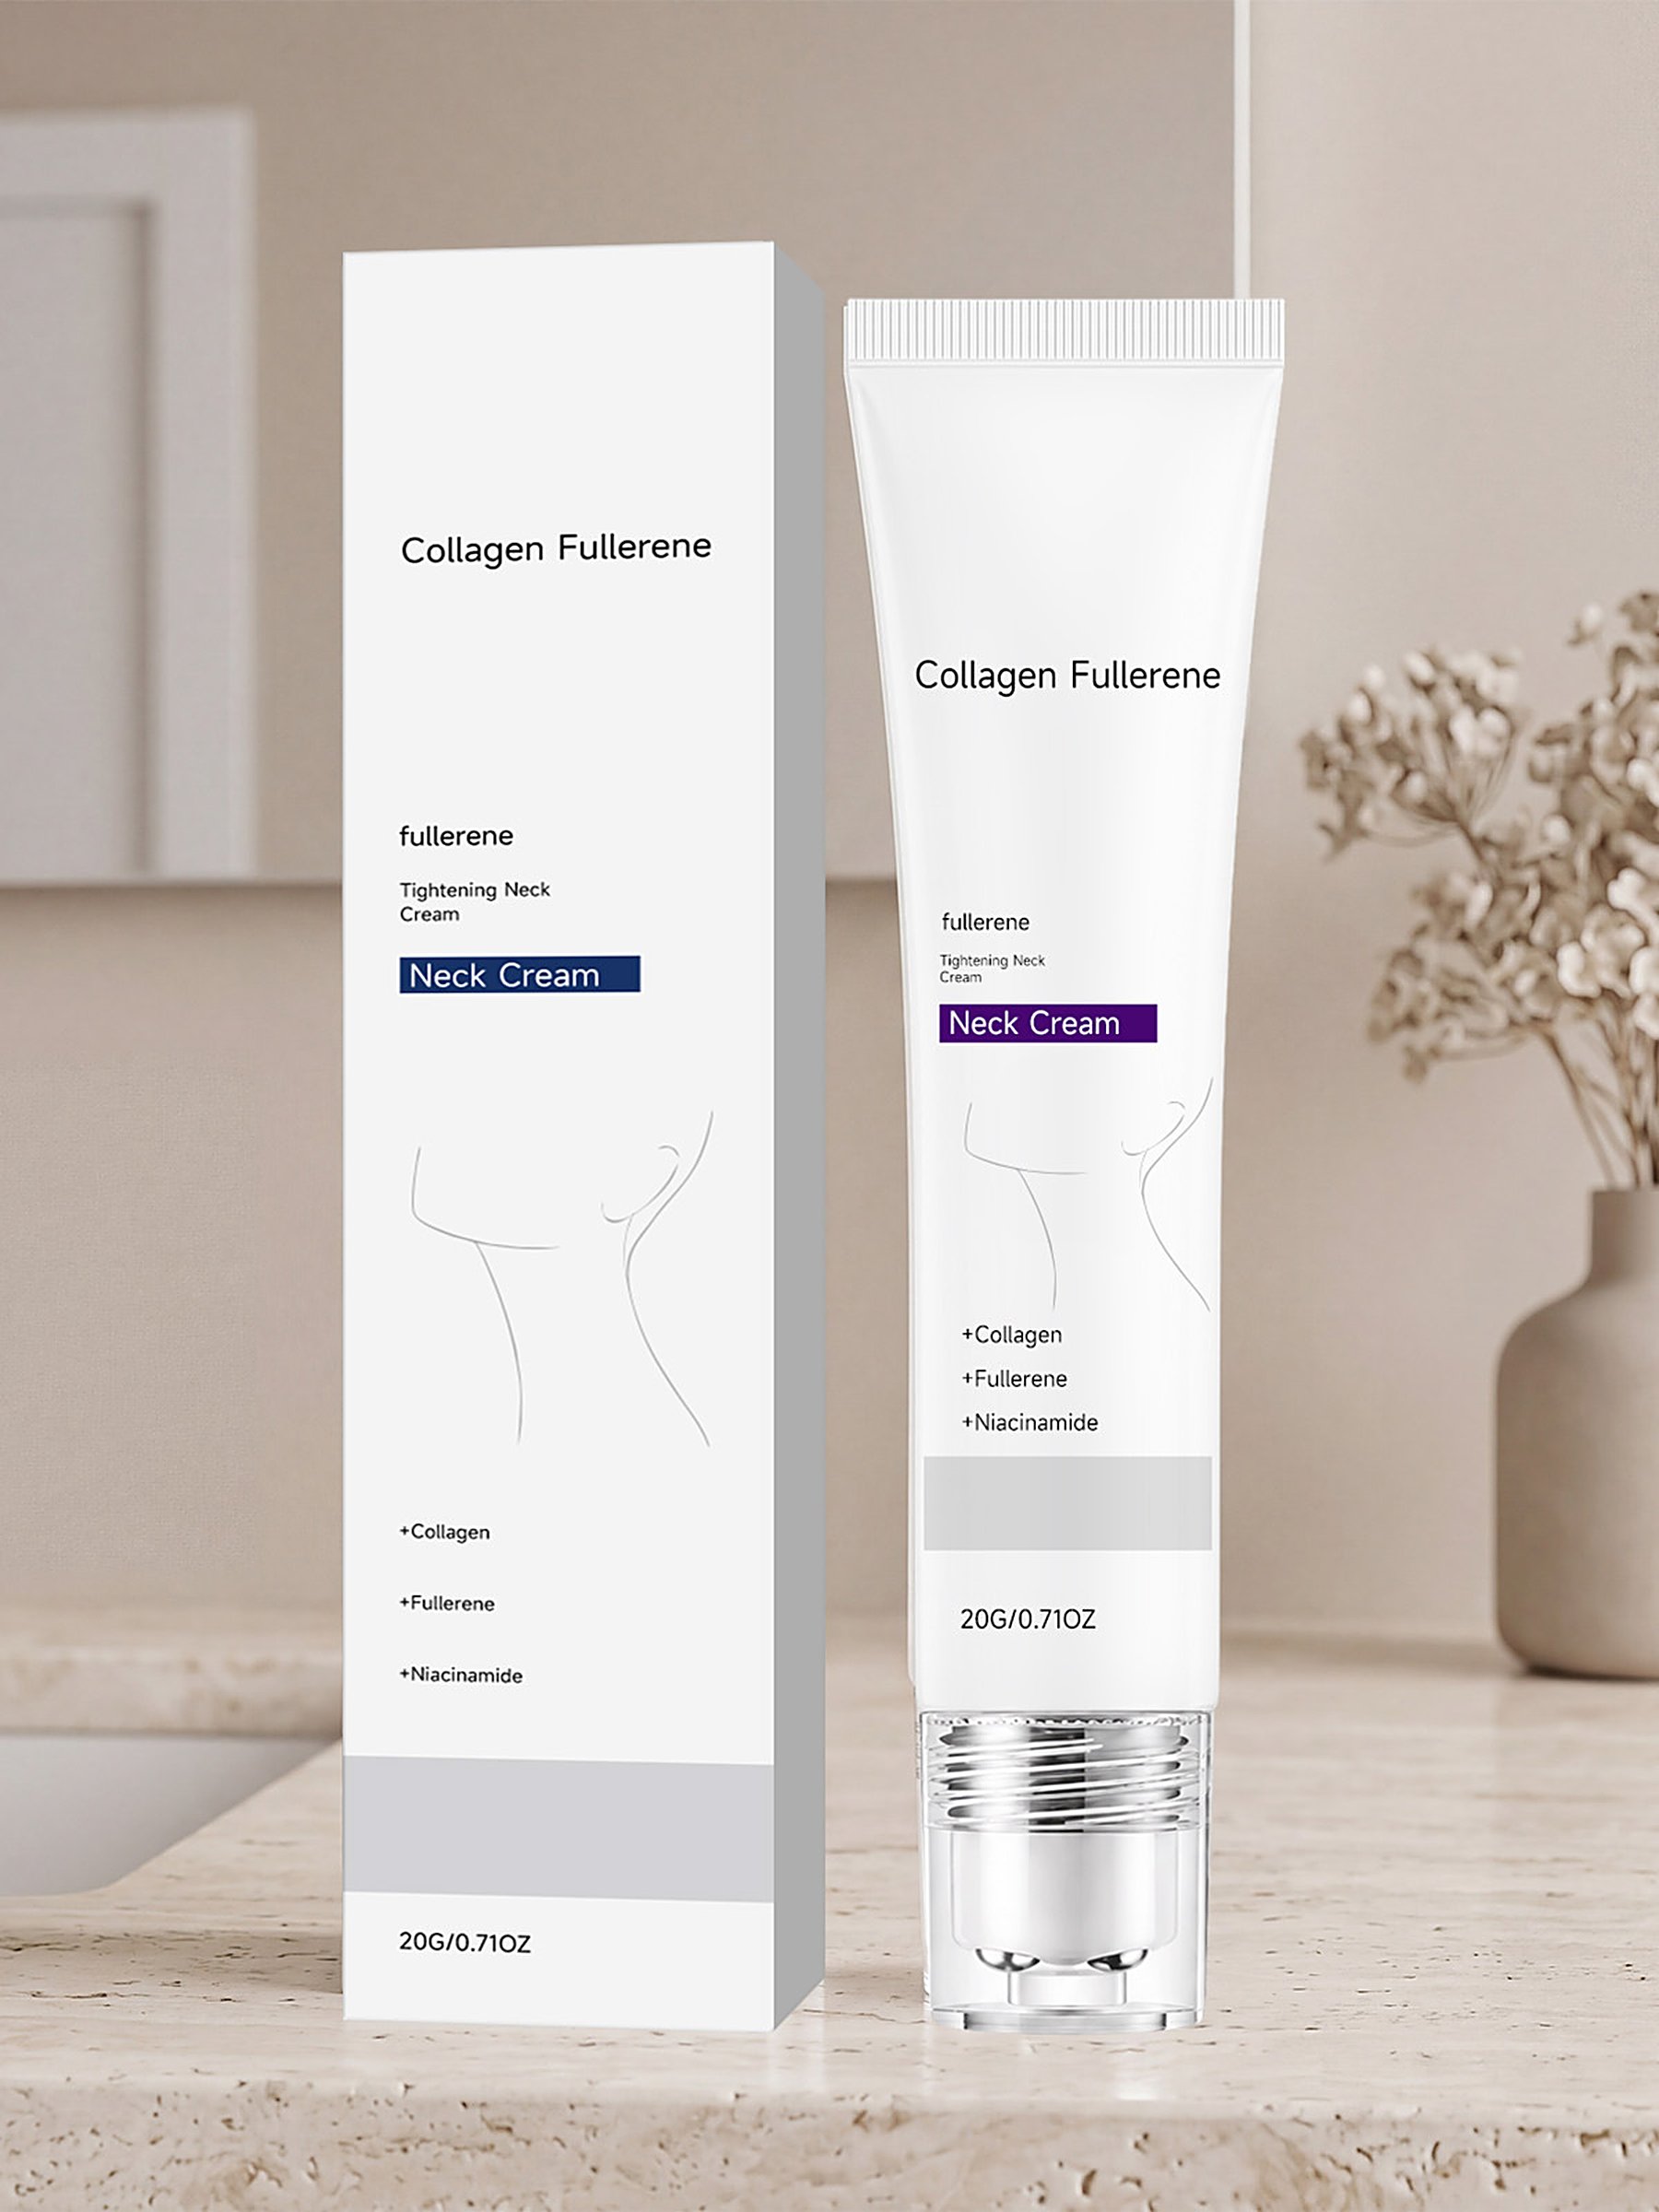 Collagen Fullerene
fullerene
Tightening Neck
Cream
Neck Cream
+Collagen
+Fullerene
+Niacinamide
20G/0.71OZ
Collagen Fullerene
fullerene
Tightening Neck
Cream
Neck Cream
+Collagen
+Fullerene
+Niacinamide
20G/0.71OZ